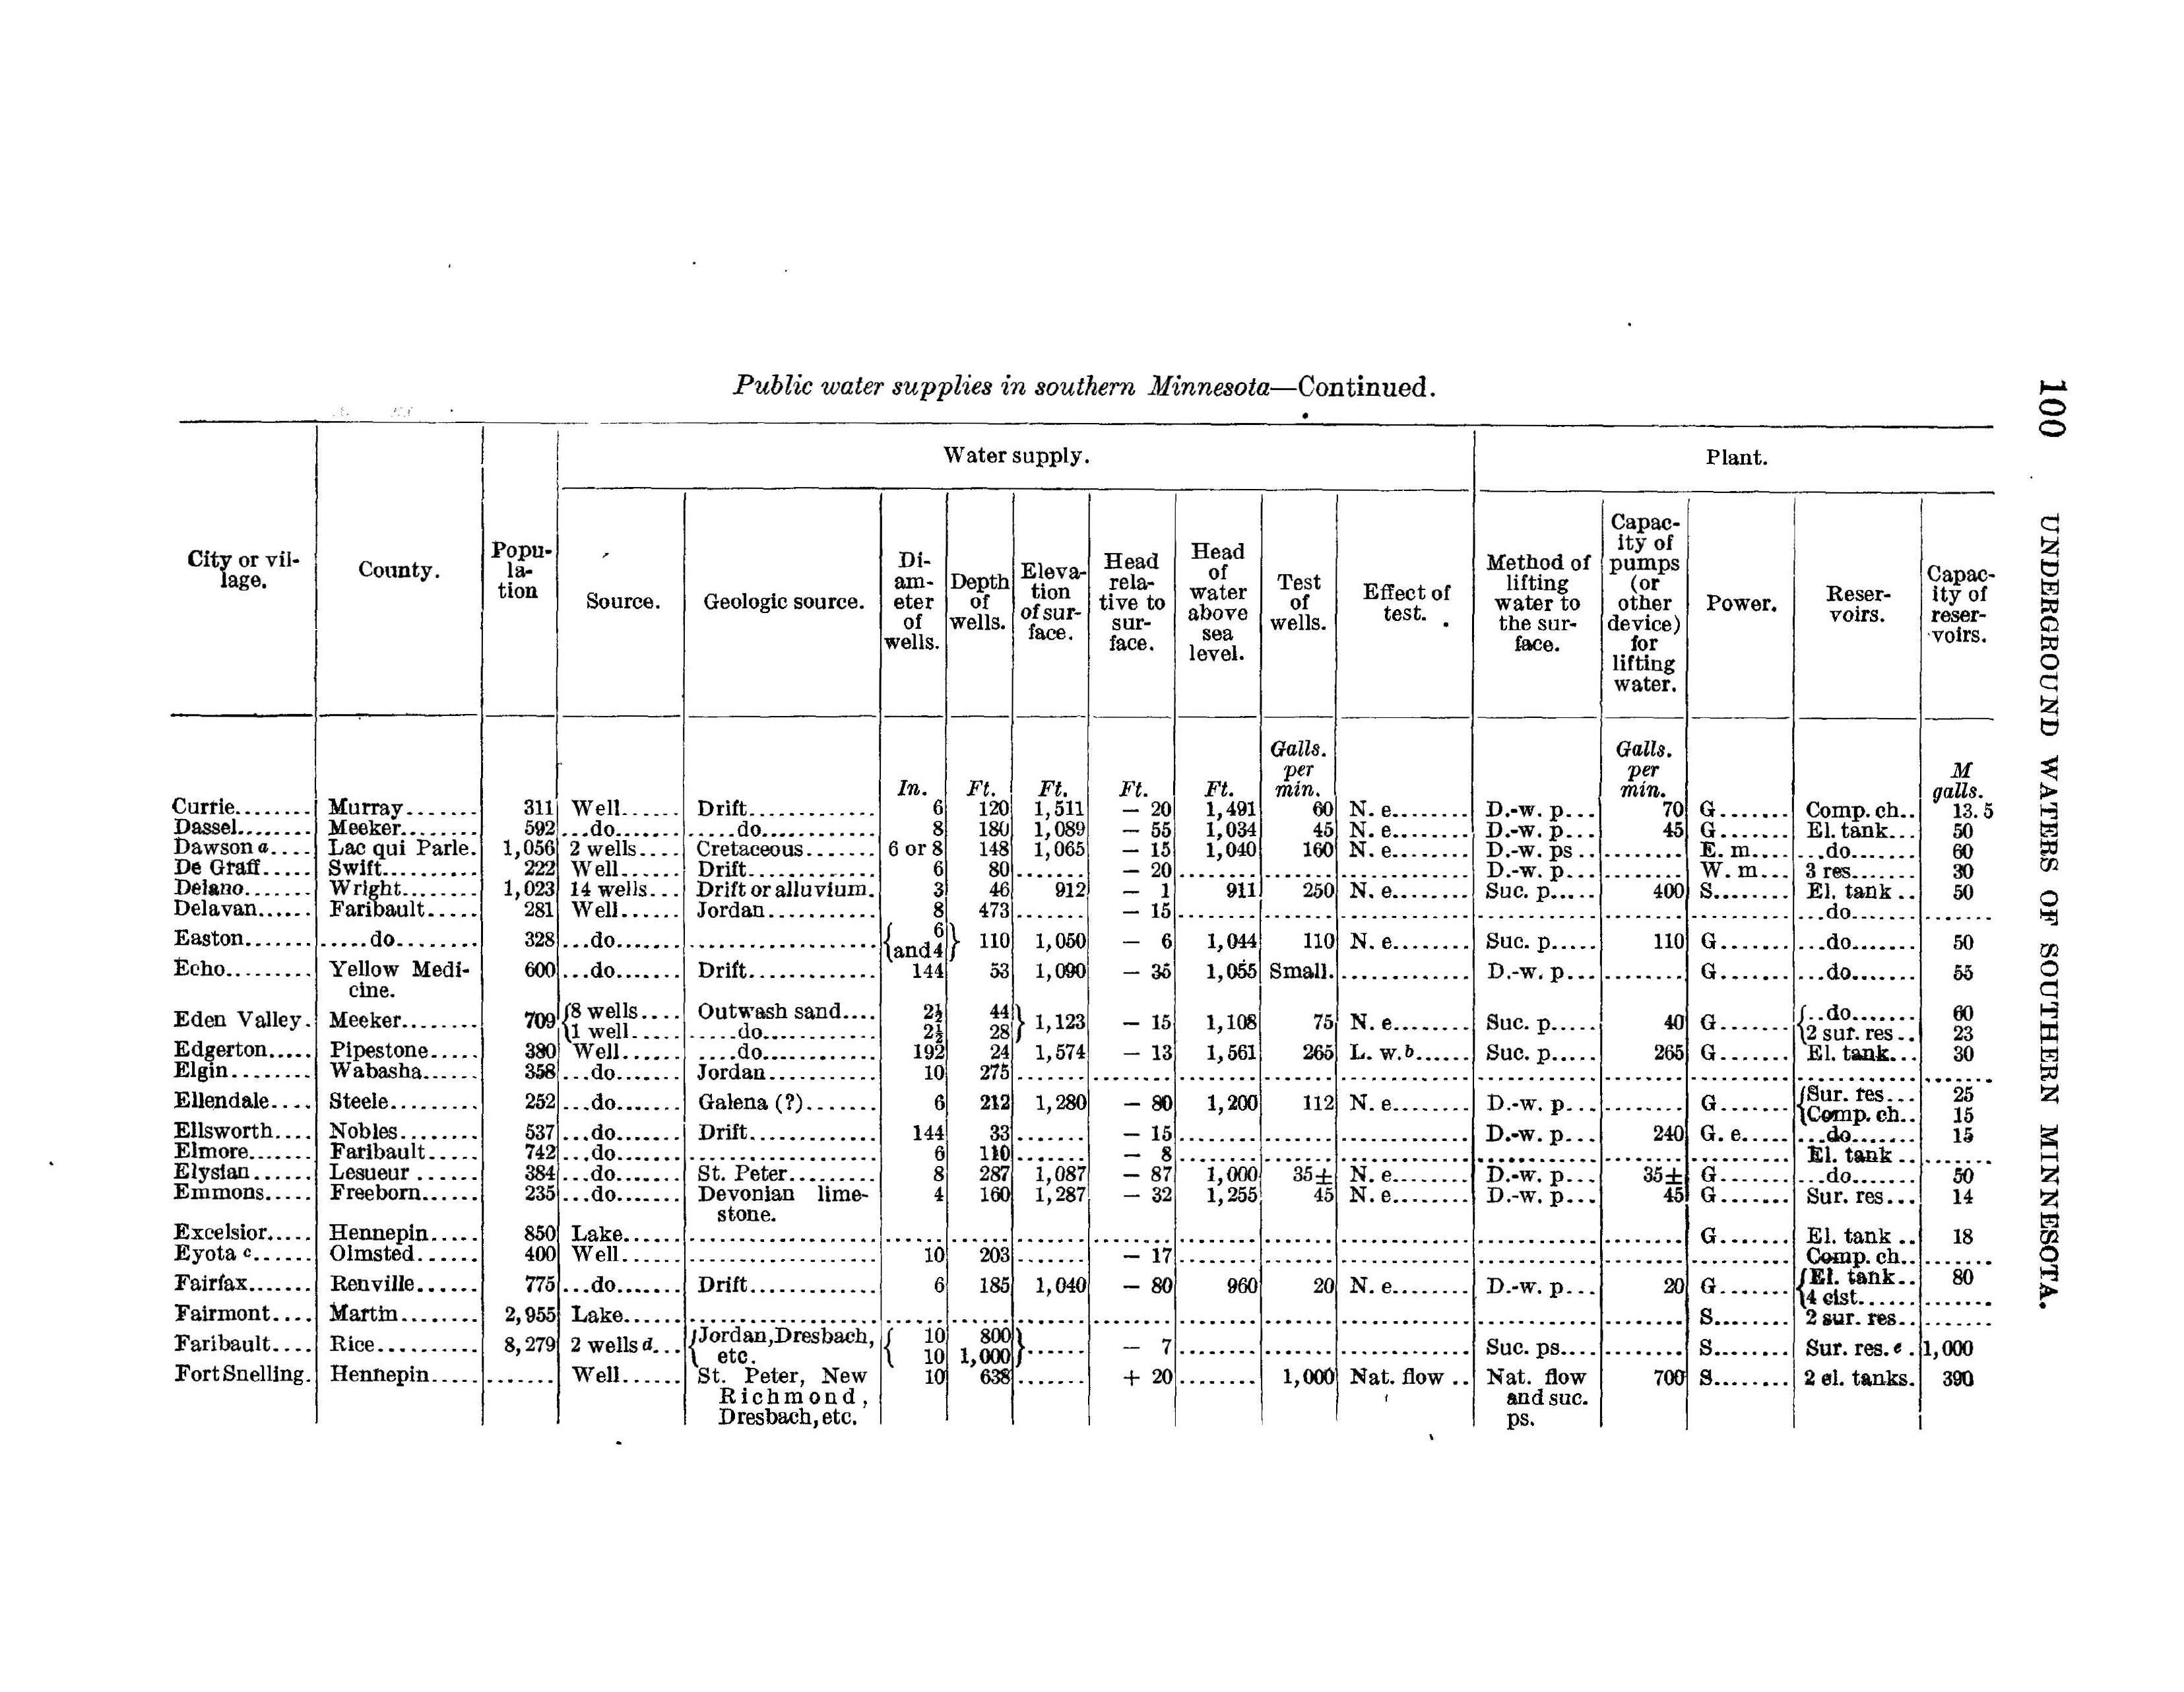 Public water supplies in southern Minnesota—Continued.
100 UNDERGROUND WATERS OF SOUTHERN MINNESOTA.
Water supply. Plant.
City or village. County. Population Source. Geologic source. Diameter of wells. Depth of wells. Elevation of surface. Head relative to surface. Head of water above sea level. Test of wells. Effect of test. Method of lifting water to the surface. Capacity of pumps (or other device) for lifting water. Power. Reservoirs. Capacity of reservoirs.
In. Ft. Ft. Ft. Ft. Galls. per min. Galls. per min. M galls.
Currie........ Murray....... 311 Well...... Drift............. 6 120 1,511 — 20 1,491 60 N. e........ D.-w. p... 70 G....... Comp. ch.. 13.5
Dassel........ Meeker........ 592 ...do....... .....do............ 8 180 1,089 — 55 1,034 45 N. e........ D.-w. p... 45 G....... El. tank... 50
Dawson a.... Lac qui Parle. 1,056 2 wells.... Cretaceous....... 6 or 8 148 1,065 — 15 1,040 160 N. e........ D.-w. ps .. ........ E. m.... ...do....... 60
De Graff..... Swift.......... 222 Well...... Drift............. 6 80 ....... — 20 ........ ...... ............ D.-w. p... ........ W. m... 3 res....... 30
Delano....... Wright........ 1,023 14 wells... Drift or alluvium. 3 46 912 — 1 911 250 N. e........ Suc. p..... 400 S........ El. tank .. 50
Delavan...... Faribault..... 281 Well...... Jordan........... 8 473 ....... — 15 ........ ...... ............ .......... ........ ........ ...do....... .......
Easton....... .....do........ 328 ...do....... .................. { 6 and 4 } 110 1,050 — 6 1,044 110 N. e........ Suc. p..... 110 G....... ...do....... 50
Echo......... Yellow Medi- 600 ...do....... Drift............. 144 53 1,090 — 35 1,055 Small. ............ D.-w. p... ........ G....... ...do....... 55
cine.
{8 wells.... Outwash sand.... 2½ 44} {..do....... 60
Eden Valley. Meeker........ 709 1,123 — 15 1,108 75 N. e........ Suc. p..... 40 G.......
{1 well..... .....do............ 2½ 28} {2 sur. res .. 23
Edgerton..... Pipestone..... 380 Well...... ....do............. 192 24 1,574 — 13 1,561 265 L. w. b...... Suc. p..... 265 G....... El. tank... 30
Elgin........ Wabasha...... 358 ...do....... Jordan........... 10 275 ....... ....... ........ ...... ............ .......... ........ ........ .......... .......
{Sur. res... 25
Ellendale.... Steele......... 252 ...do....... Galena (?)....... 6 212 1,280 — 80 1,200 112 N. e........ D.-w. p... ........ G.......
{Comp. ch.. 15
Ellsworth.... Nobles........ 537 ...do....... Drift............. 144 33 ....... — 15 ........ ...... ............ D.-w. p... 240 G. e..... ...do....... 15
Elmore....... Faribault..... 742 ...do....... .................. 6 110 ....... — 8 ........ ...... ............ .......... ........ ........ El. tank .. .......
Elysian...... Lesueur ...... 384 ...do....... St. Peter......... 8 287 1,087 — 87 1,000 35± N. e........ D.-w. p... 35± G....... ...do....... 50
Emmons..... Freeborn...... 235 ...do....... Devonian lime- 4 160 1,287 — 32 1,255 45 N. e........ D.-w. p... 45 G....... Sur. res... 14
stone.
Excelsior..... Hennepin..... 850 Lake...... .................. ...... ...... ....... ....... ........ ...... ............ .......... ........ G....... El. tank .. 18
Eyota c...... Olmsted...... 400 Well...... .................. 10 203 ....... — 17 ........ ...... ............ .......... ........ ........ Comp. ch.. .......
Fairfax....... Renville...... 775 ...do....... Drift............. 6 185 1,040 — 80 960 20 N. e........ D.-w. p... 20 G....... {El. tank.. 80
{4 cist...... .......
Fairmont.... Martin........ 2,955 Lake...... .................. ...... ...... ....... ....... ........ ...... ............ .......... ........ S........ 2 sur. res.. .......
Faribault.... Rice.......... 8,279 2 wells d... {Jordan, Dresbach, { 10 800} ...... — 7 ........ ...... ............ Suc. ps.... ........ S........ Sur. res. e . 1,000
etc. 10 1,000}
Fort Snelling. Hennepin..... ....... Well...... St. Peter, New 10 638 ....... + 20 ........ 1,000 Nat. flow .. Nat. flow 700 S........ 2 el. tanks. 390
Richmond, and suc.
Dresbach, etc. ps.